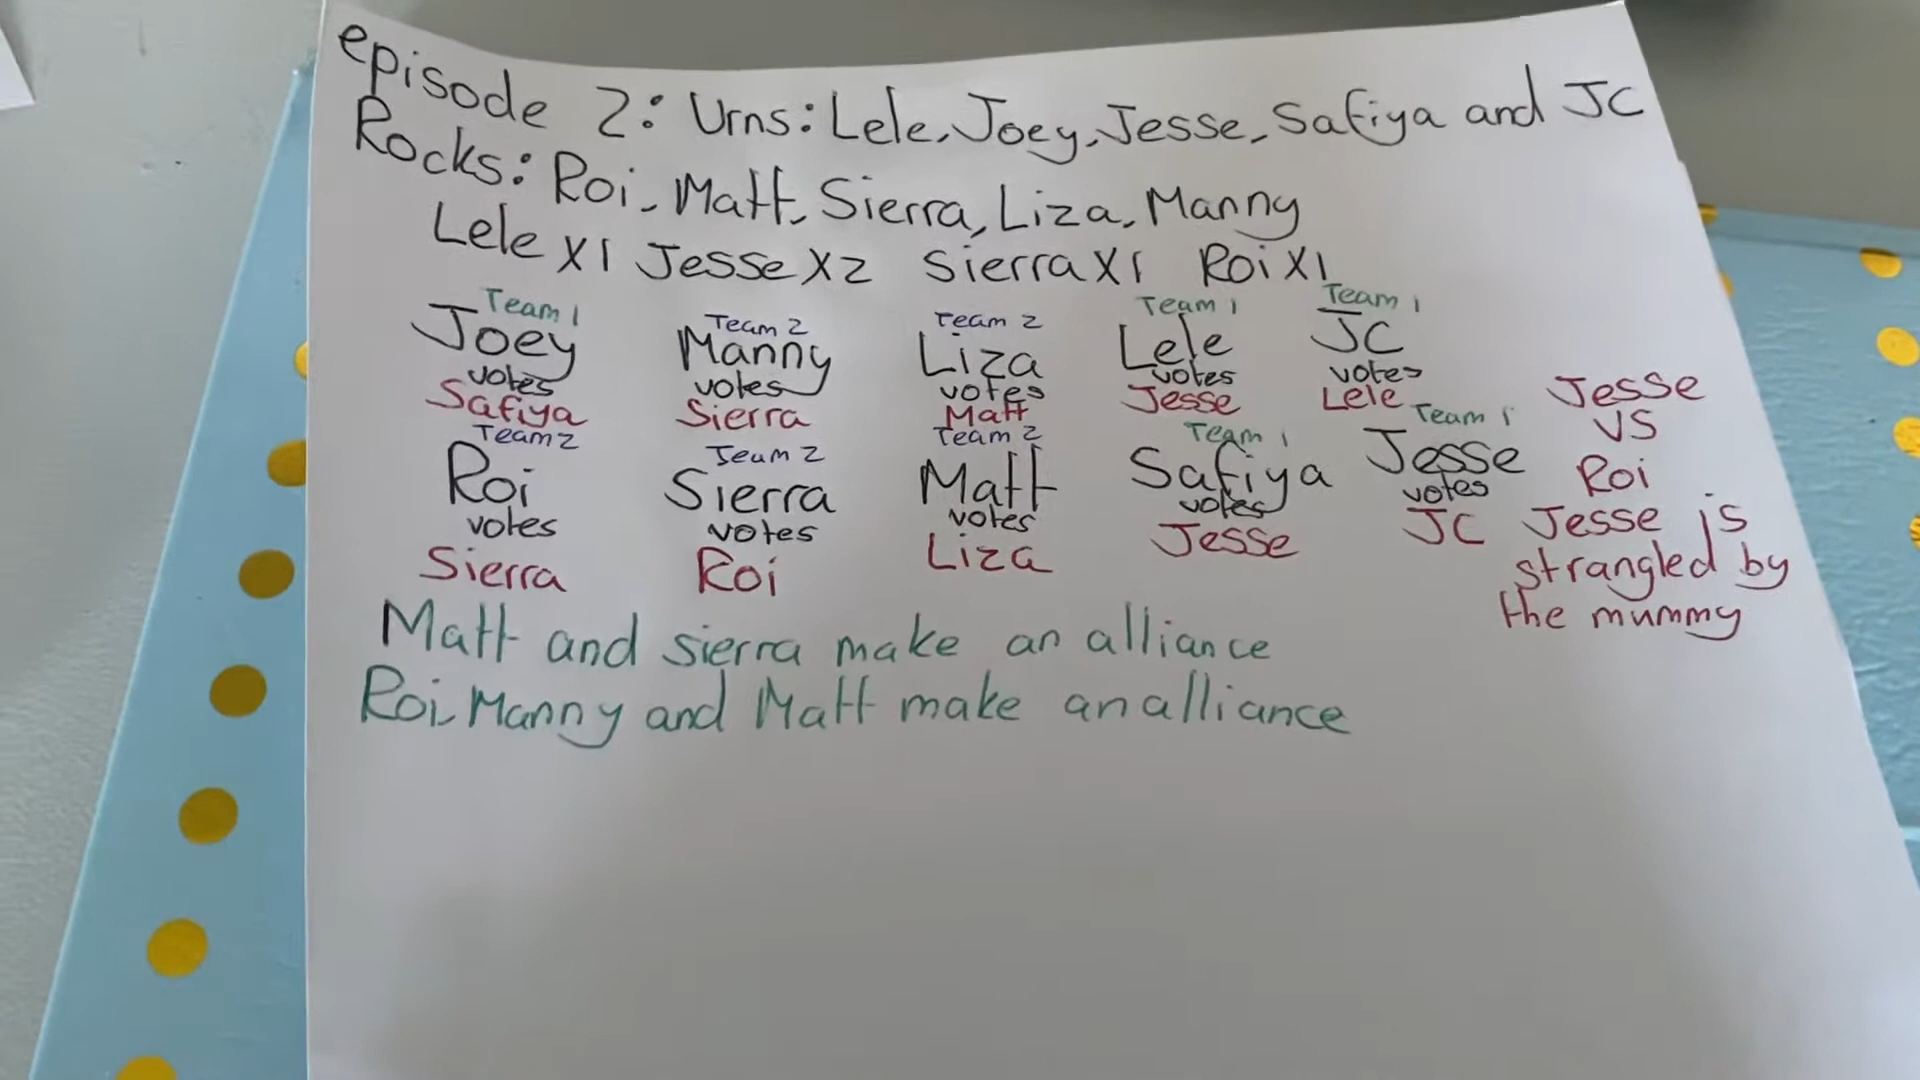 episode 2: Urns: Lele, Joey, Jesse, Safiya and JC
Rocks: Roi, Matt, Sierra, Liza, Manny
Lele X1 Jesse X2 Sierra X1 Roi X1
Team 1 Team 2 Team 2 Team 1 Team 1
Joey Manny Liza Lele JC
votes votes votes votes votes
Safiya Sierra Matt Jesse Lele
Team 2 Team 2 Team 2 Team 1 Team 1
Roi Sierra Matt Safiya Jesse
votes votes votes votes votes
Sierra Roi Liza Jesse JC
Jesse
VS
Roi
Jesse is
strangled by
the mummy
Matt and sierra make an alliance
Roi, Manny and Matt make an alliance